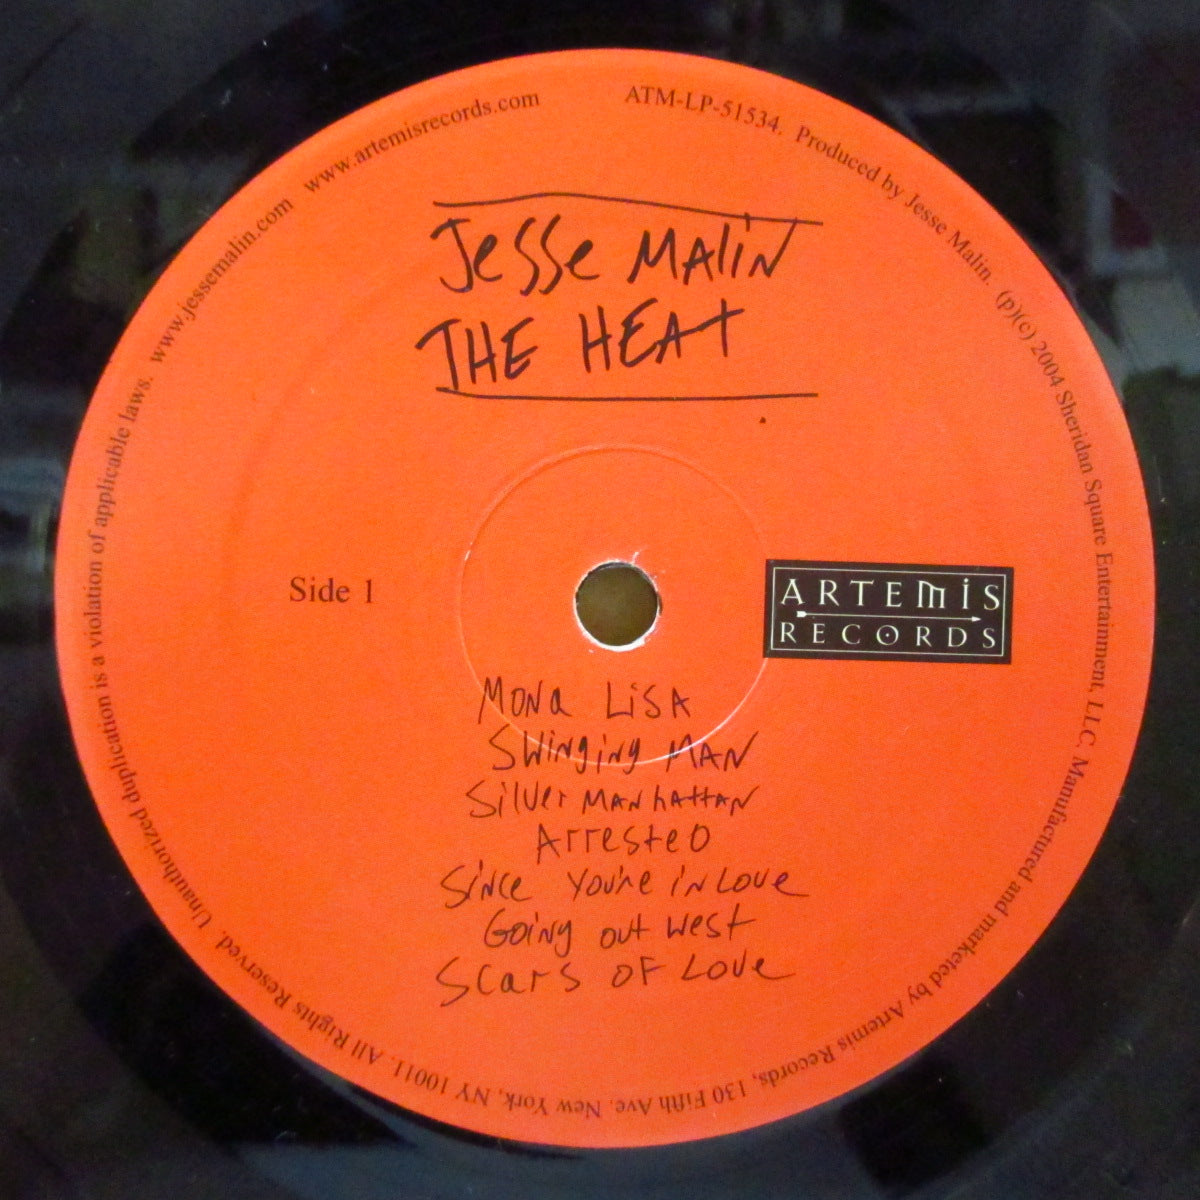 www.jessemalin.com www.artemisrecords.com
ATM-LP-51534. Produced by Jesse Malin. (p)(c) 2004 Sheridan Square Entertainment, LLC. Manufactured and marketed by Artemis Records, 130 Fifth Ave. New York, NY 10011. All Rights Reserved. Unauthorized duplication is a violation of applicable laws.
Jesse Malin
THE HEAt
Side 1
ARTEMiS
RECORDS
Mona LiSA
Swinging MAN
Silver MANhattAN
ArresteD
Since you're in Love
Going out west
Scars OF Love